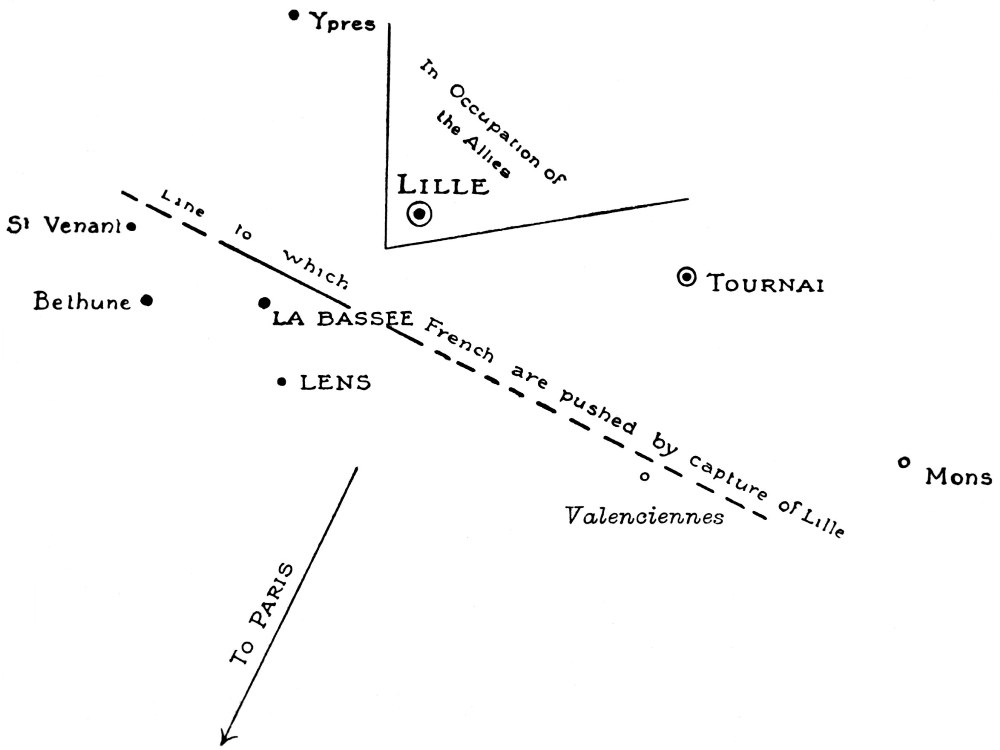 Ypres
In Occupation of
the Allies
LILLE
St Venant
Line to which French are pushed by capture of Lille
Bethune
LA BASSEE
TOURNAI
LENS
Mons
Valenciennes
To PARIS